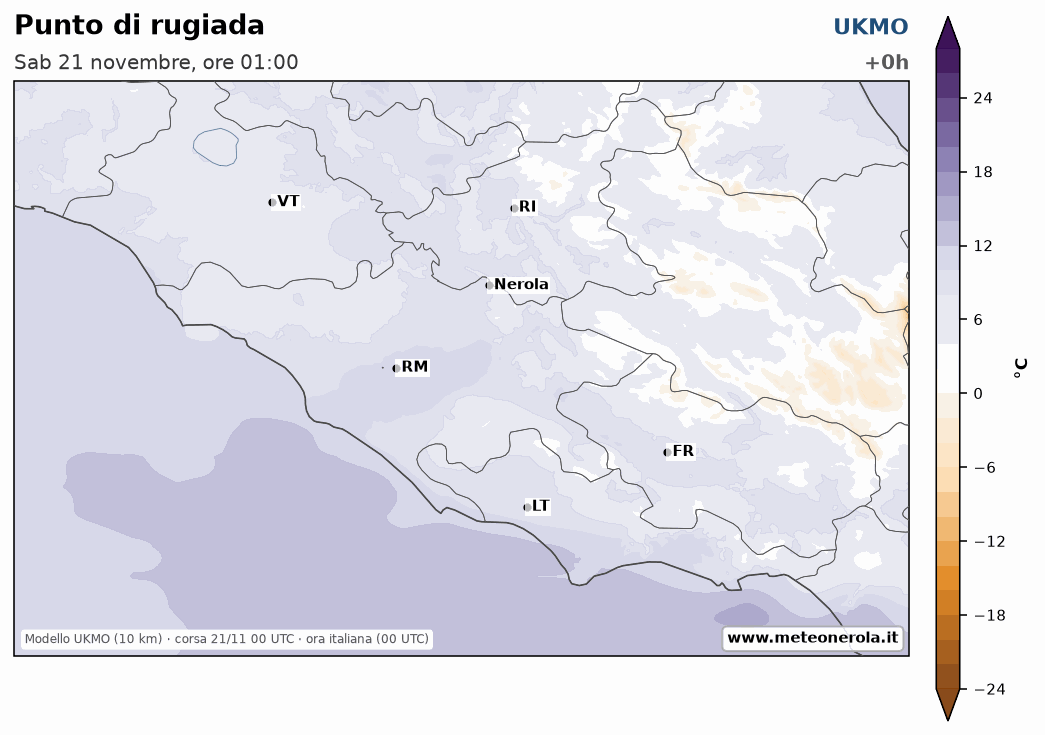 Punto di rugiada
UKMO
Sab 21 novembre, ore 01:00
+0h
VT
RI
Nerola
RM
FR
LT
24
18
12
6
0
−6
−12
−18
−24
°C
Modello UKMO (10 km) · corsa 21/11 00 UTC · ora italiana (00 UTC)
www.meteonerola.it